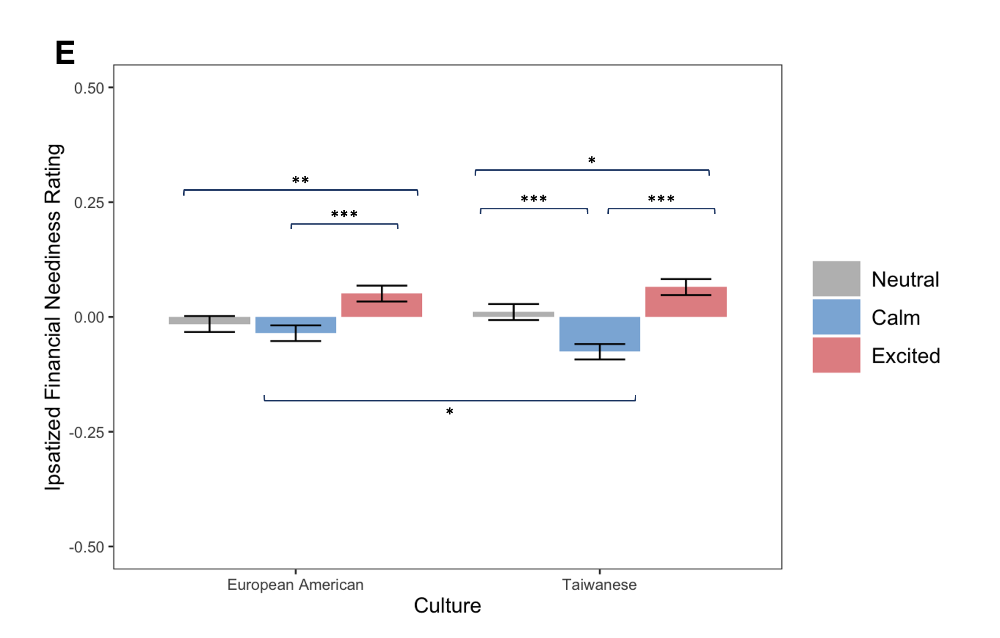 E
Ipsatized Financial Neediness Rating
0.50
0.25
0.00
-0.25
-0.50
*
**
***
***
***
*
European American
Taiwanese
Culture
Neutral
Calm
Excited